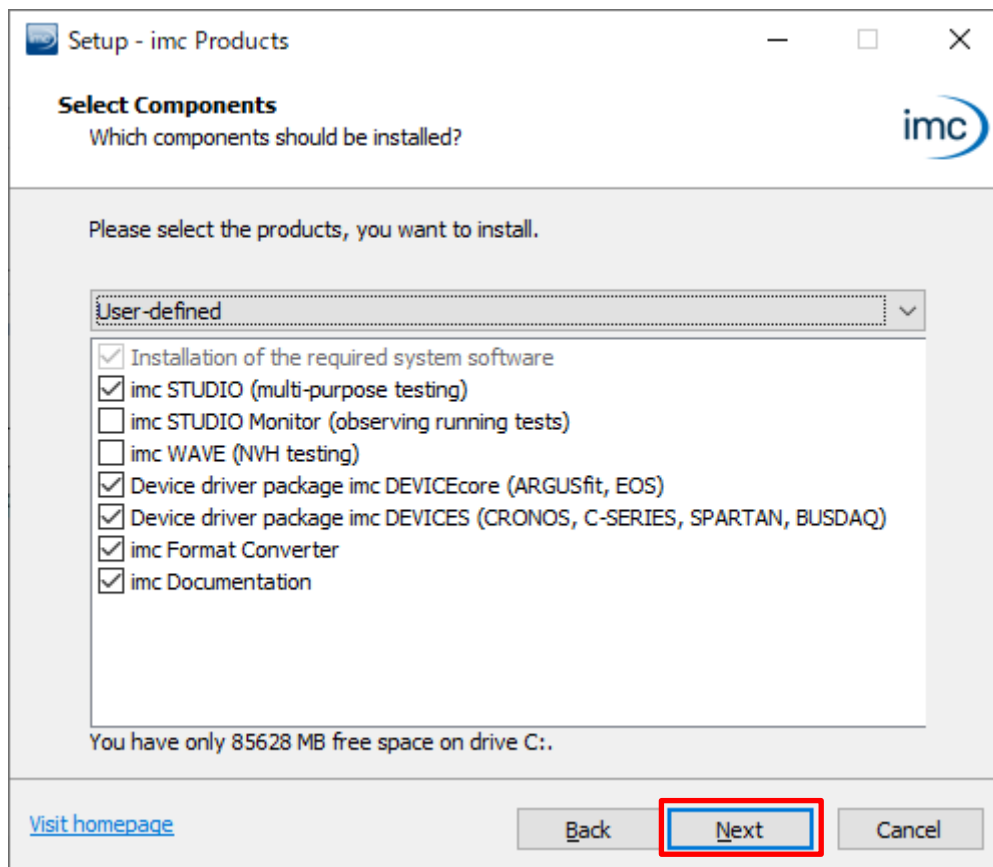 Setup - imc Products
Select Components
Which components should be installed?
imc
Please select the products, you want to install.
User-defined
Installation of the required system software
imc STUDIO (multi-purpose testing)
imc STUDIO Monitor (observing running tests)
imc WAVE (NVH testing)
Device driver package imc DEVICEcore (ARGUSfit, EOS)
Device driver package imc DEVICES (CRONOS, C-SERIES, SPARTAN, BUSDAQ)
imc Format Converter
imc Documentation
You have only 85628 MB free space on drive C:.
Visit homepage
Back
Next
Cancel